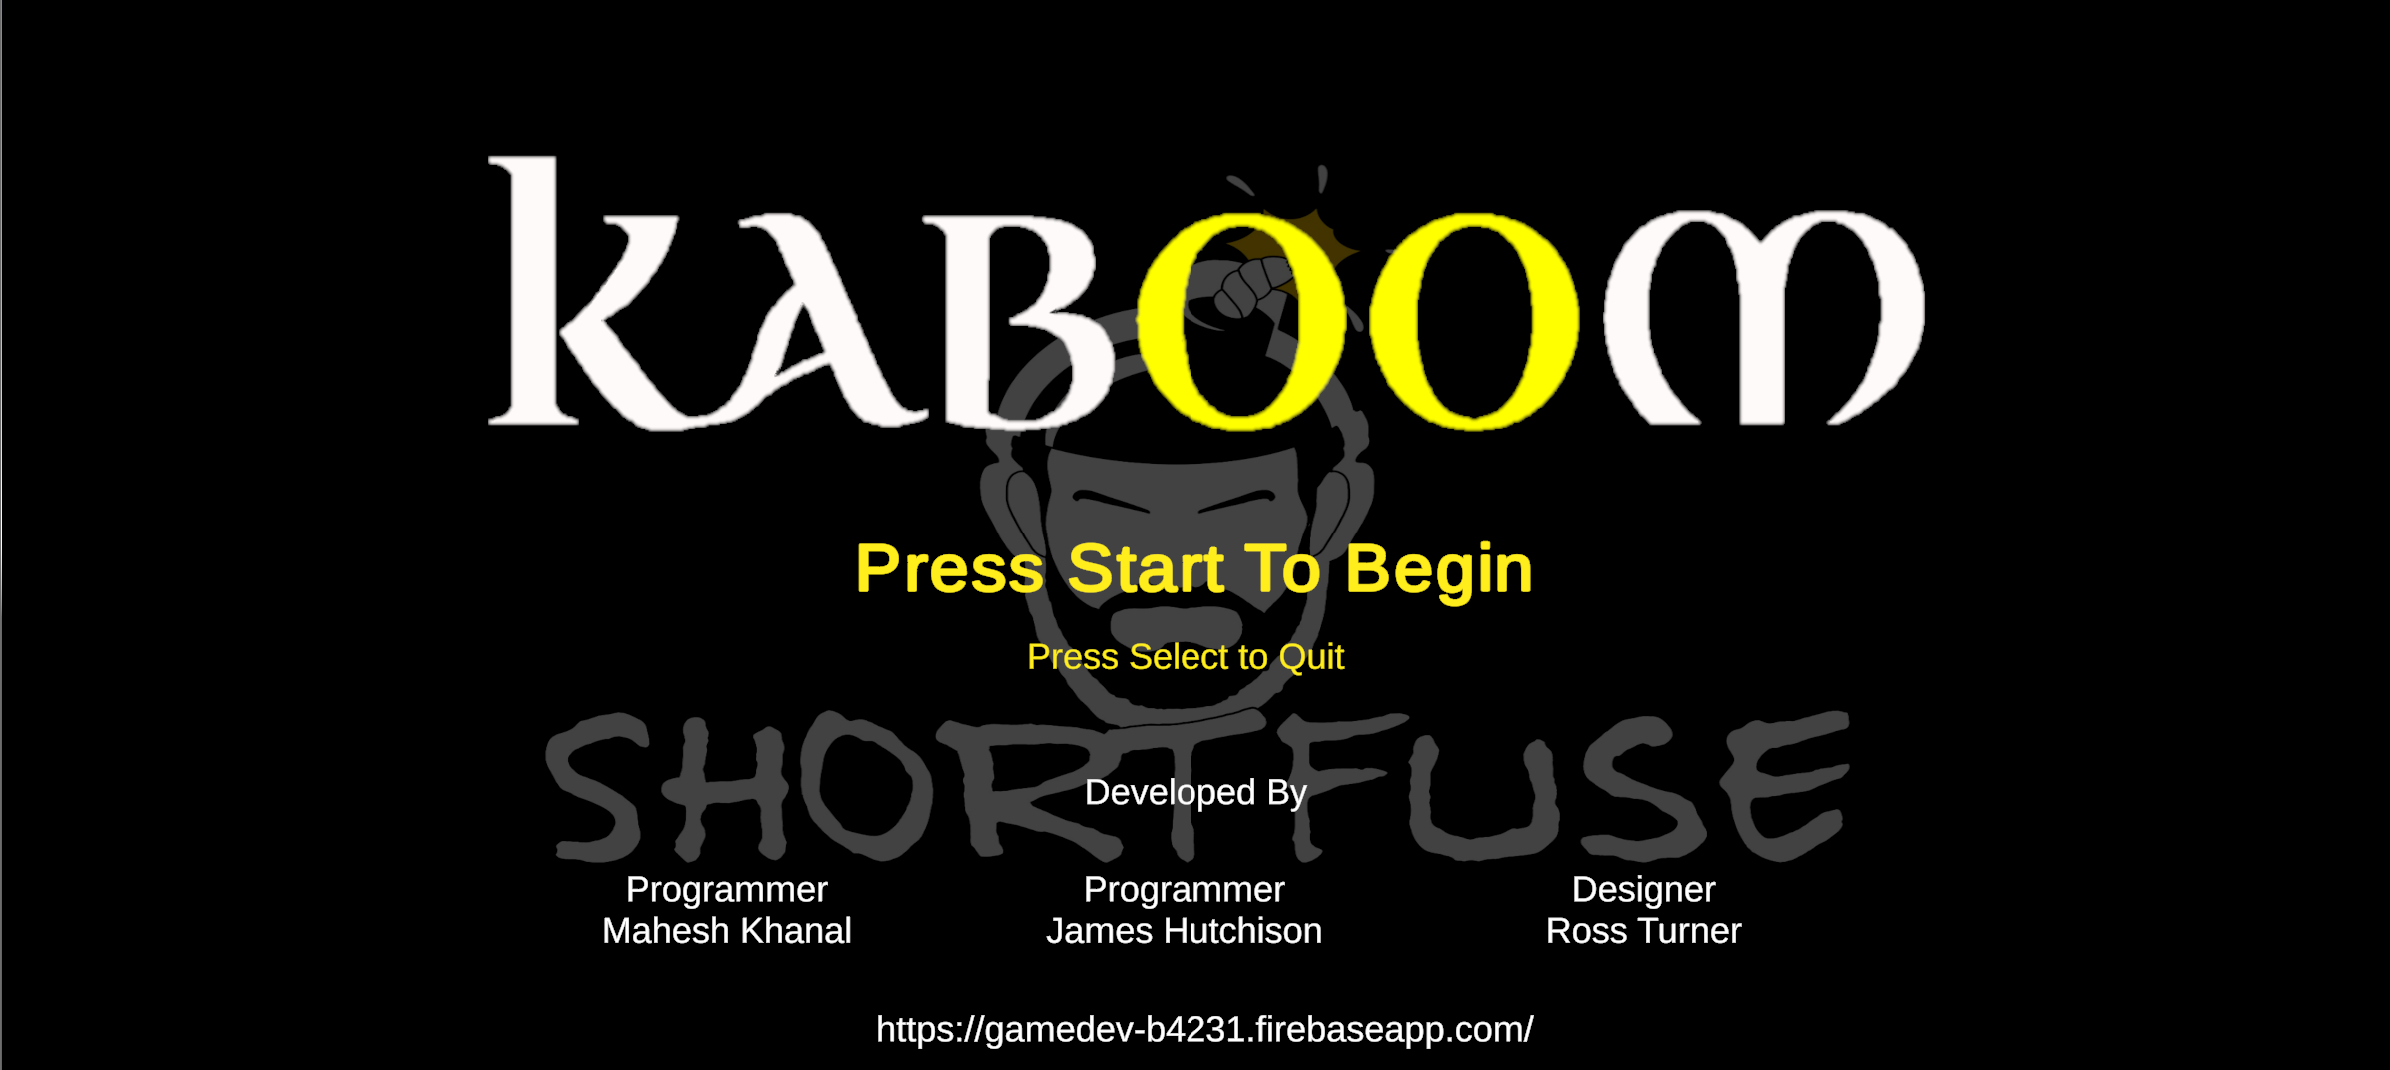 KABOOM
Press Start To Begin
Press Select to Quit
SHORTFUSE
Developed By
Programmer
Mahesh Khanal
Programmer
James Hutchison
Designer
Ross Turner
https://gamedev-b4231.firebaseapp.com/